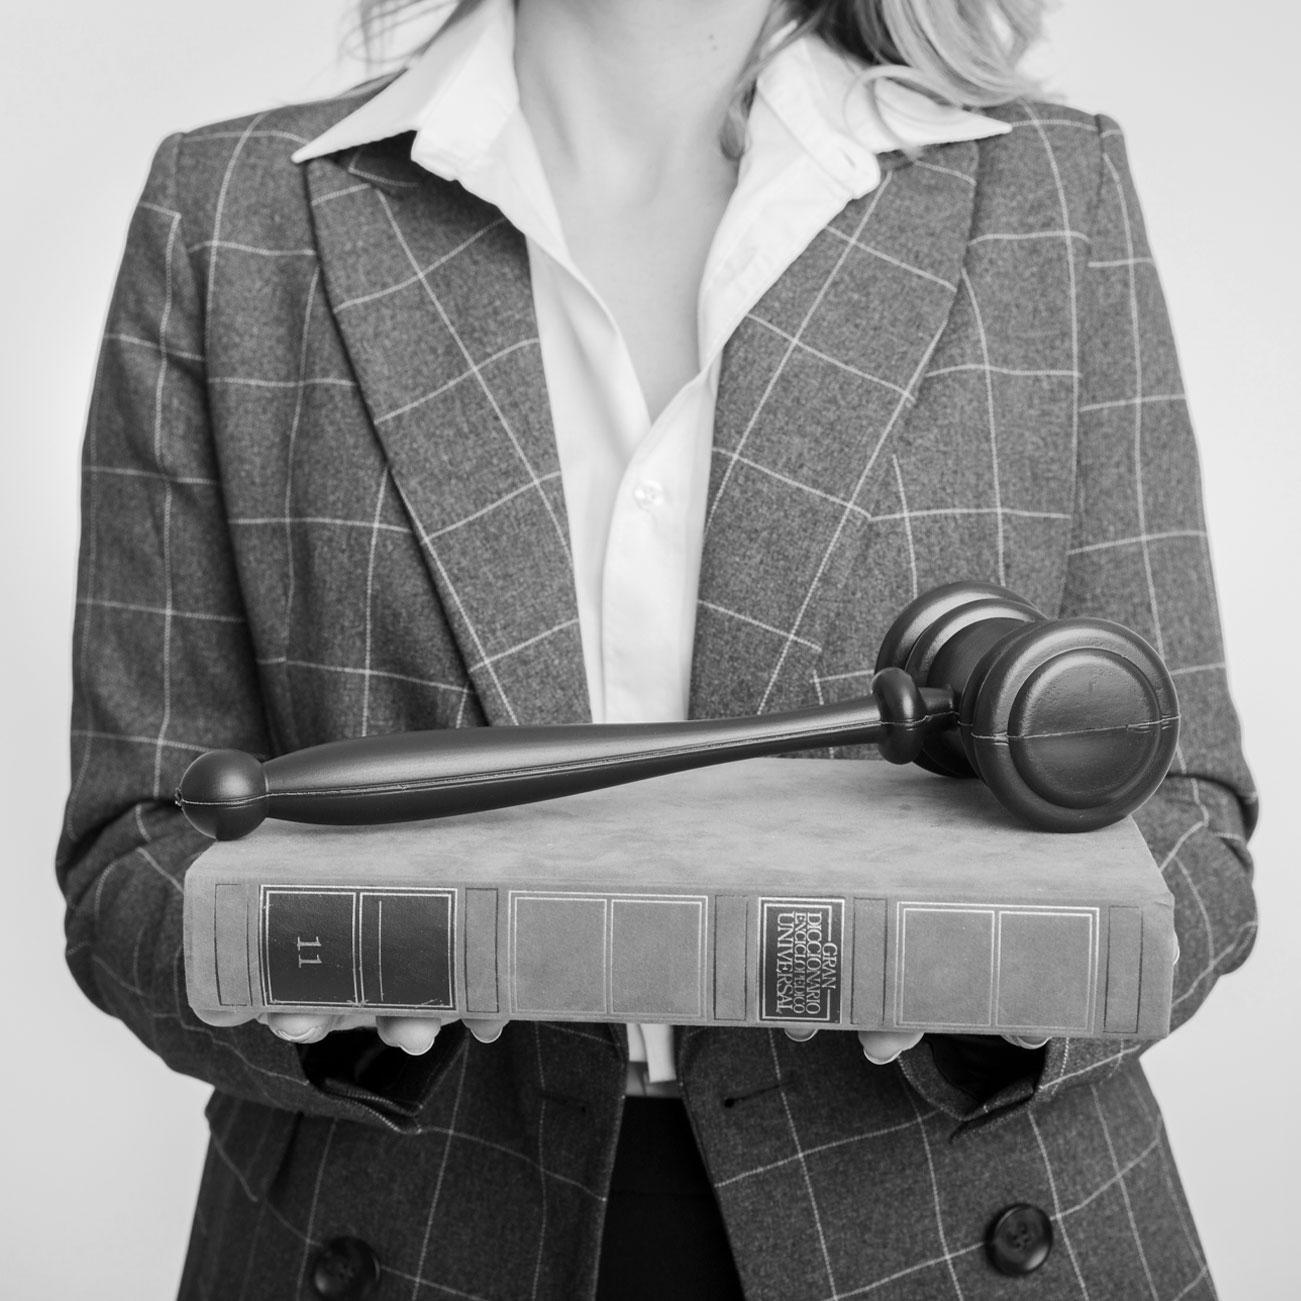 11
GRAN
DICCIONARIO
ENCICLOPEDICO
UNIVERSAL